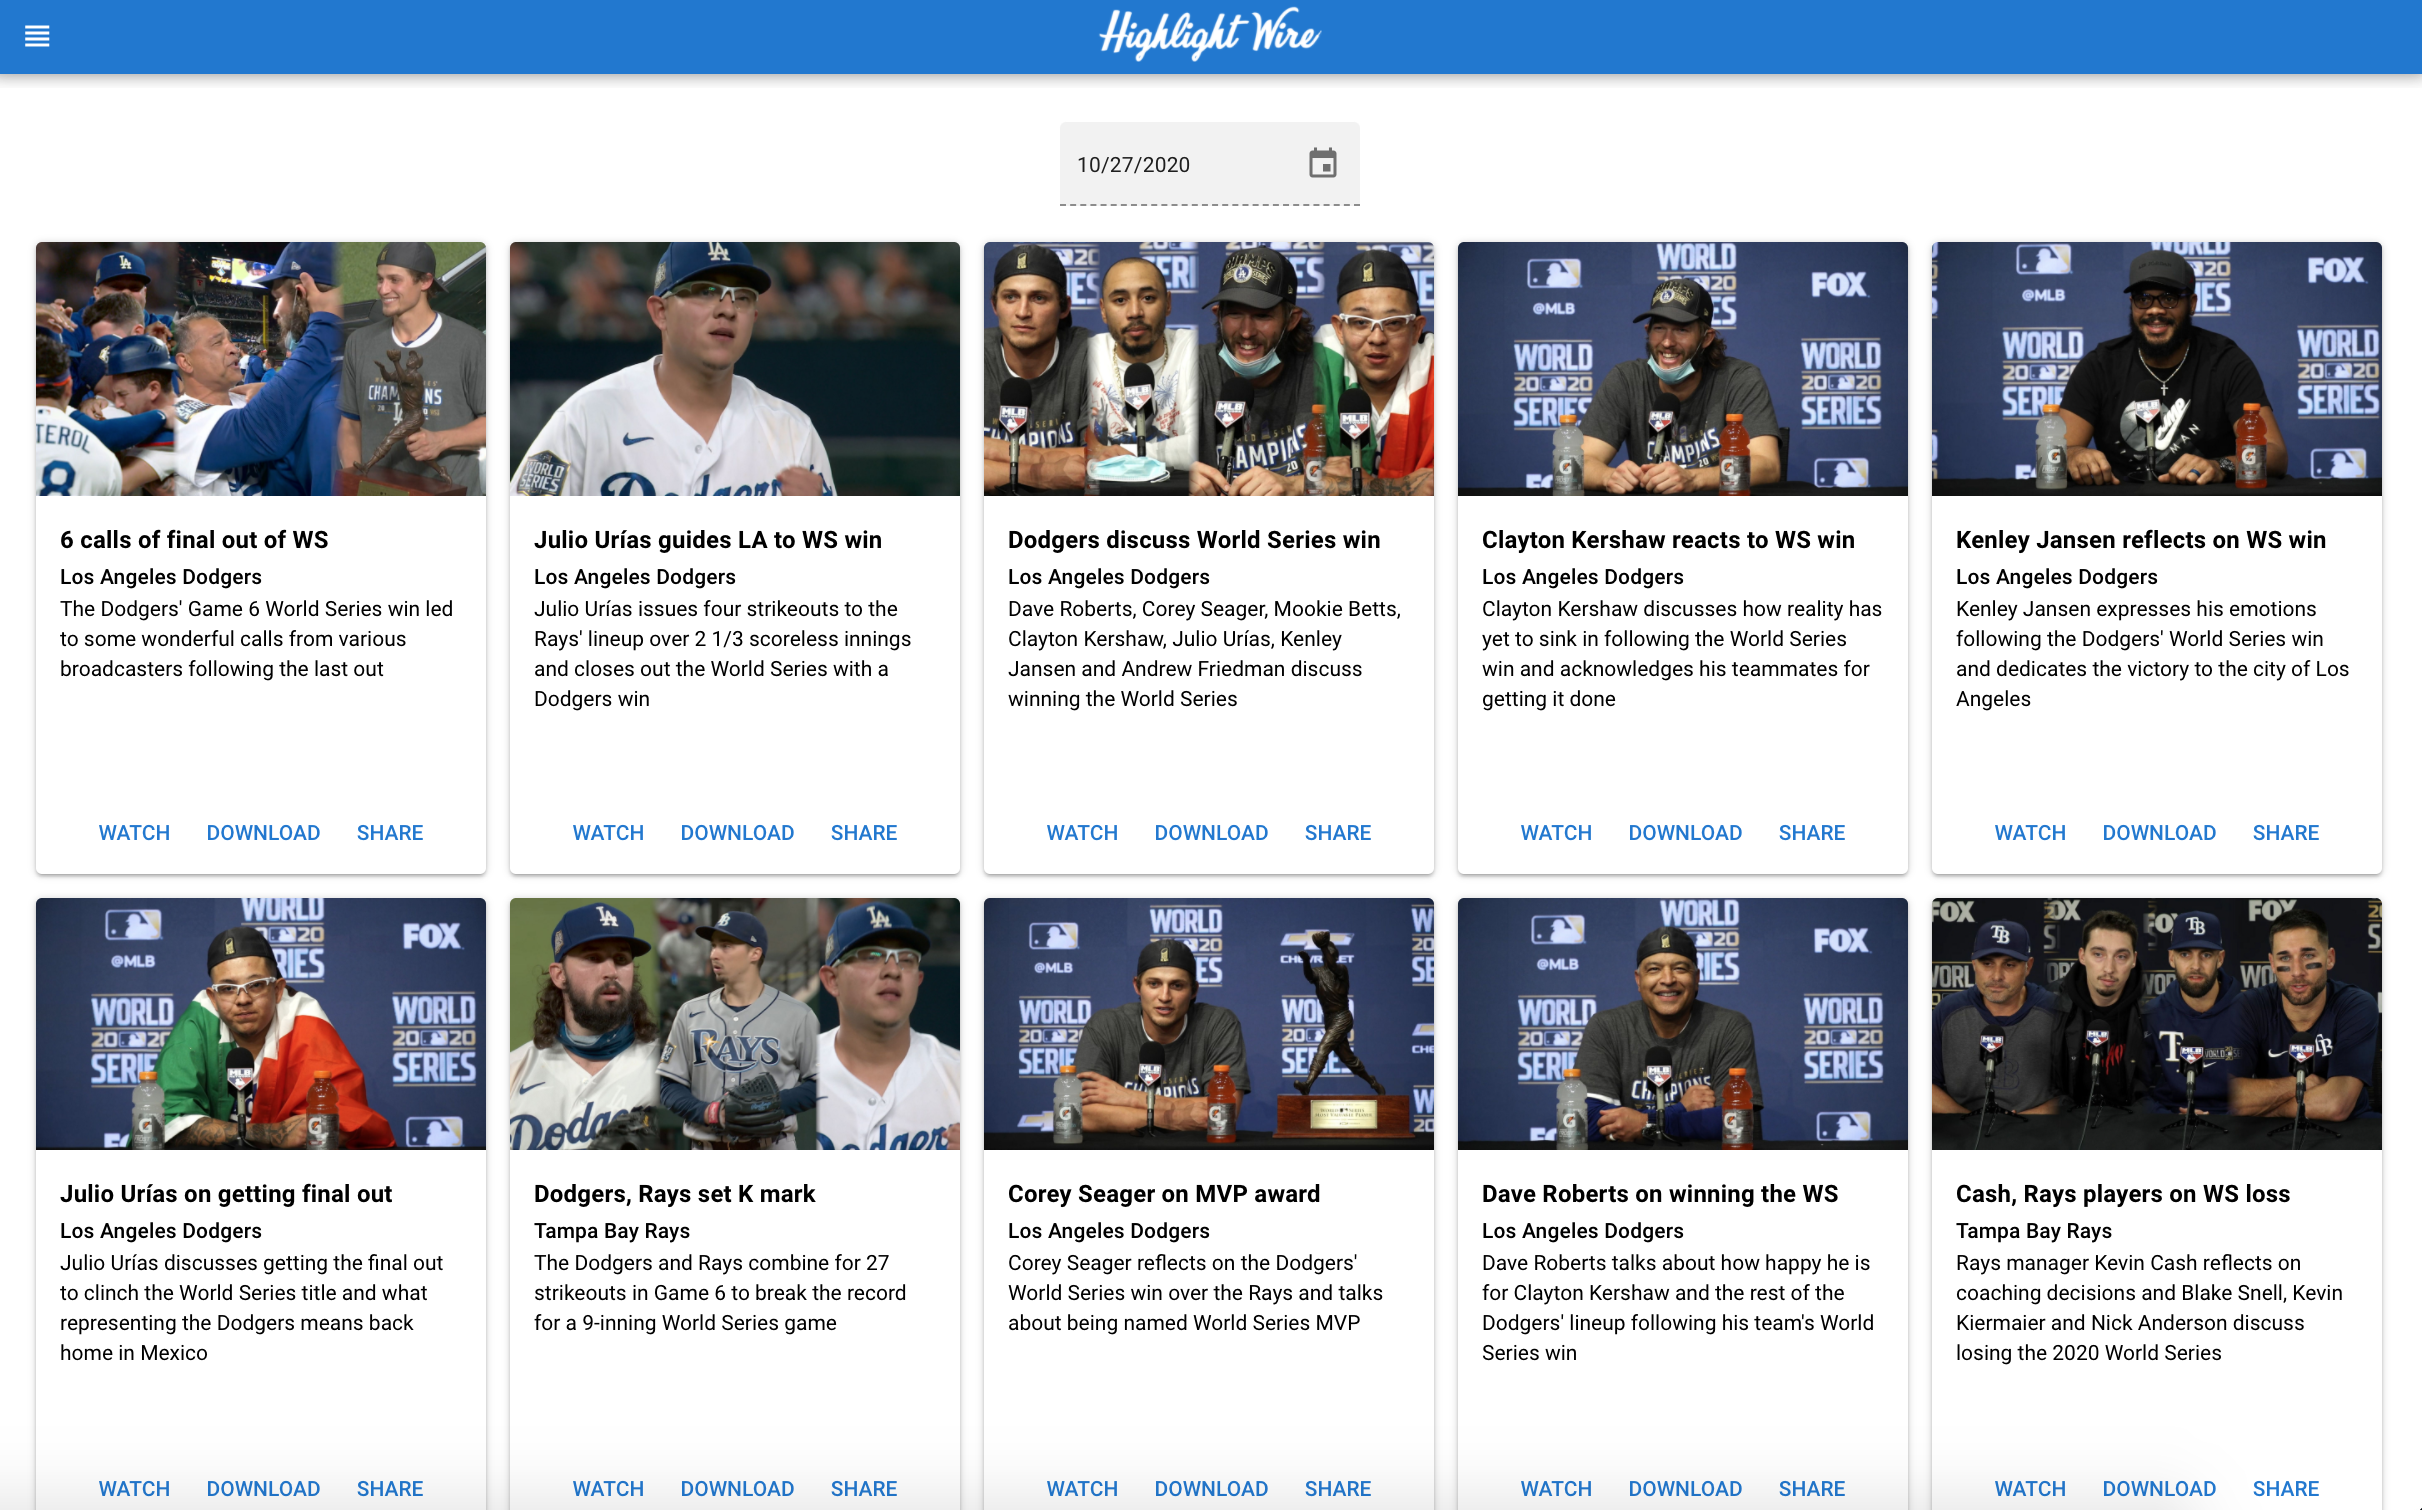 Highlight Wire
10/27/2020
TEROL
8
CHAMPIONS
WORLD
SERIES
Dodgers
WORLD
2020
SERIES
@MLB
FOX
6 calls of final out of WS
Los Angeles Dodgers
The Dodgers' Game 6 World Series win led
to some wonderful calls from various
broadcasters following the last out
WATCH DOWNLOAD SHARE
Julio Urías guides LA to WS win
Los Angeles Dodgers
Julio Urías issues four strikeouts to the
Rays' lineup over 2 1/3 scoreless innings
and closes out the World Series with a
Dodgers win
WATCH DOWNLOAD SHARE
Dodgers discuss World Series win
Los Angeles Dodgers
Dave Roberts, Corey Seager, Mookie Betts,
Clayton Kershaw, Julio Urías, Kenley
Jansen and Andrew Friedman discuss
winning the World Series
WATCH DOWNLOAD SHARE
Clayton Kershaw reacts to WS win
Los Angeles Dodgers
Clayton Kershaw discusses how reality has
yet to sink in following the World Series
win and acknowledges his teammates for
getting it done
WATCH DOWNLOAD SHARE
Kenley Jansen reflects on WS win
Los Angeles Dodgers
Kenley Jansen expresses his emotions
following the Dodgers' World Series win
and dedicates the victory to the city of Los
Angeles
WATCH DOWNLOAD SHARE
Julio Urías on getting final out
Los Angeles Dodgers
Julio Urías discusses getting the final out
to clinch the World Series title and what
representing the Dodgers means back
home in Mexico
WATCH DOWNLOAD SHARE
RAYS
Dodgers, Rays set K mark
Tampa Bay Rays
The Dodgers and Rays combine for 27
strikeouts in Game 6 to break the record
for a 9-inning World Series game
WATCH DOWNLOAD SHARE
CHEVROLET
Corey Seager on MVP award
Los Angeles Dodgers
Corey Seager reflects on the Dodgers'
World Series win over the Rays and talks
about being named World Series MVP
WATCH DOWNLOAD SHARE
Dave Roberts on winning the WS
Los Angeles Dodgers
Dave Roberts talks about how happy he is
for Clayton Kershaw and the rest of the
Dodgers' lineup following his team's World
Series win
WATCH DOWNLOAD SHARE
Cash, Rays players on WS loss
Tampa Bay Rays
Rays manager Kevin Cash reflects on
coaching decisions and Blake Snell, Kevin
Kiermaier and Nick Anderson discuss
losing the 2020 World Series
WATCH DOWNLOAD SHARE